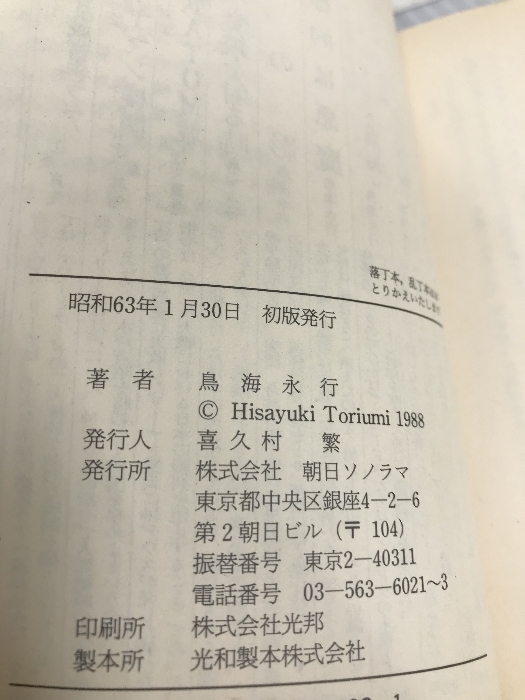 落丁本，乱丁本
とりかえいたします
昭和63年1月30日 初版発行
著者 鳥海永行
© Hisayuki Toriumi 1988
発行人 喜久村 繁
発行所 株式会社 朝日ソノラマ
東京都中央区銀座4—2—6
第2朝日ビル（〒 104）
振替番号 東京2—40311
電話番号 03—563—6021〜3
印刷所 株式会社光邦
製本所 光和製本株式会社